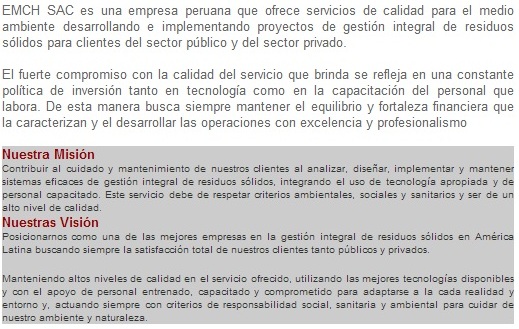 EMCH SAC es una empresa peruana que ofrece servicios de calidad para el medio
ambiente desarrollando e implementando proyectos de gestión integral de residuos
sólidos para clientes del sector público y del sector privado.
El fuerte compromiso con la calidad del servicio que brinda se refleja en una constante
política de inversión tanto en tecnología como en la capacitación del personal que
labora. De esta manera busca siempre mantener el equilibrio y fortaleza financiera que
la caracterizan y el desarrollar las operaciones con excelencia y profesionalismo
Nuestra Misión
Contribuir al cuidado y mantenimiento de nuestros clientes al analizar, diseñar, implementar y mantener
sistemas eficaces de gestión integral de residuos sólidos, integrando el uso de tecnología apropiada y de
personal capacitado. Este servicio debe de respetar criterios ambientales, sociales y sanitarios y ser de un
alto nivel de calidad.
Nuestras Visión
Posicionarnos como una de las mejores empresas en la gestión integral de residuos sólidos en América
Latina buscando siempre la satisfacción total de nuestros clientes tanto públicos y privados.
Manteniendo altos niveles de calidad en el servicio ofrecido, utilizando las mejores tecnologías disponibles
y con el apoyo de personal entrenado, capacitado y comprometido para adaptarse a la cada realidad y
entorno y, actuando siempre con criterios de responsabilidad social, sanitaria y ambiental para cuidar de
nuestro ambiente y naturaleza.